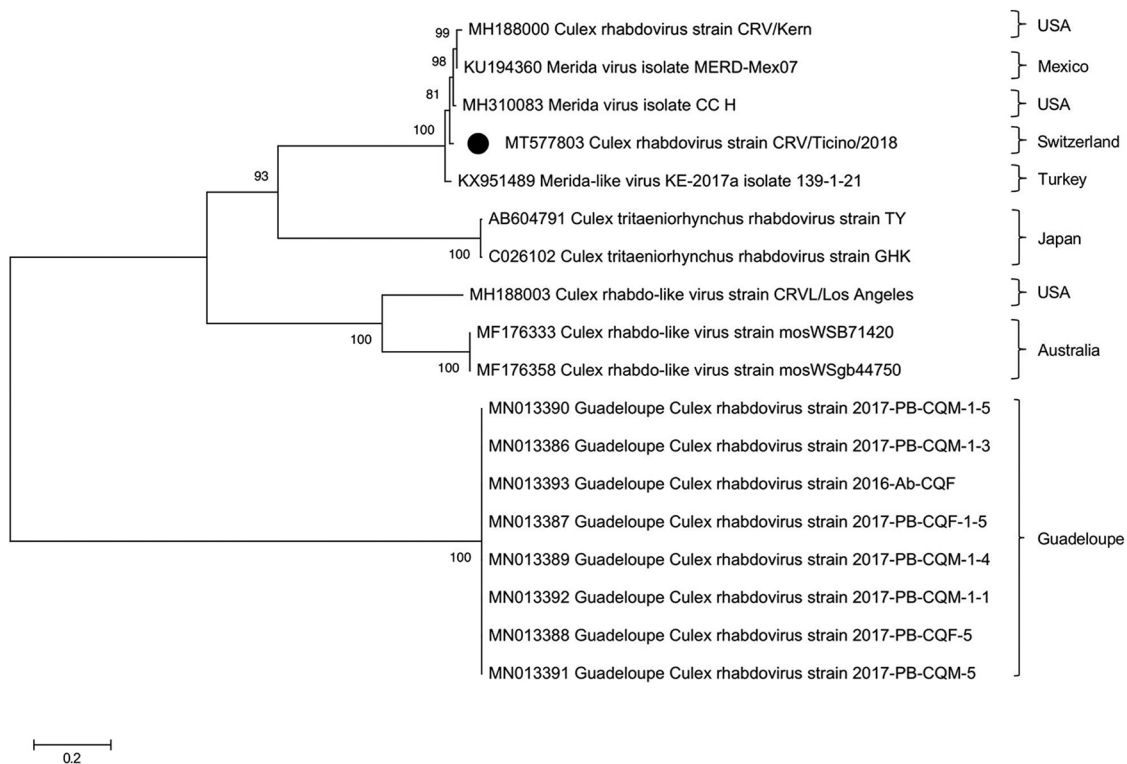 99
MH188000 Culex rhabdovirus strain CRV/Kern
USA
98
KU194360 Merida virus isolate MERD-Mex07
Mexico
81
MH310083 Merida virus isolate CC H
USA
100
MT577803 Culex rhabdovirus strain CRV/Ticino/2018
Switzerland
93
KX951489 Merida-like virus KE-2017a isolate 139-1-21
Turkey
AB604791 Culex tritaeniorhynchus rhabdovirus strain TY
Japan
100
C026102 Culex tritaeniorhynchus rhabdovirus strain GHK
MH188003 Culex rhabdo-like virus strain CRVL/Los Angeles
USA
100
MF176333 Culex rhabdo-like virus strain mosWSB71420
Australia
100
MF176358 Culex rhabdo-like virus strain mosWSgb44750
MN013390 Guadeloupe Culex rhabdovirus strain 2017-PB-CQM-1-5
MN013386 Guadeloupe Culex rhabdovirus strain 2017-PB-CQM-1-3
MN013393 Guadeloupe Culex rhabdovirus strain 2016-Ab-CQF
MN013387 Guadeloupe Culex rhabdovirus strain 2017-PB-CQF-1-5
Guadeloupe
100
MN013389 Guadeloupe Culex rhabdovirus strain 2017-PB-CQM-1-4
MN013392 Guadeloupe Culex rhabdovirus strain 2017-PB-CQM-1-1
MN013388 Guadeloupe Culex rhabdovirus strain 2017-PB-CQF-5
MN013391 Guadeloupe Culex rhabdovirus strain 2017-PB-CQM-5
0.2